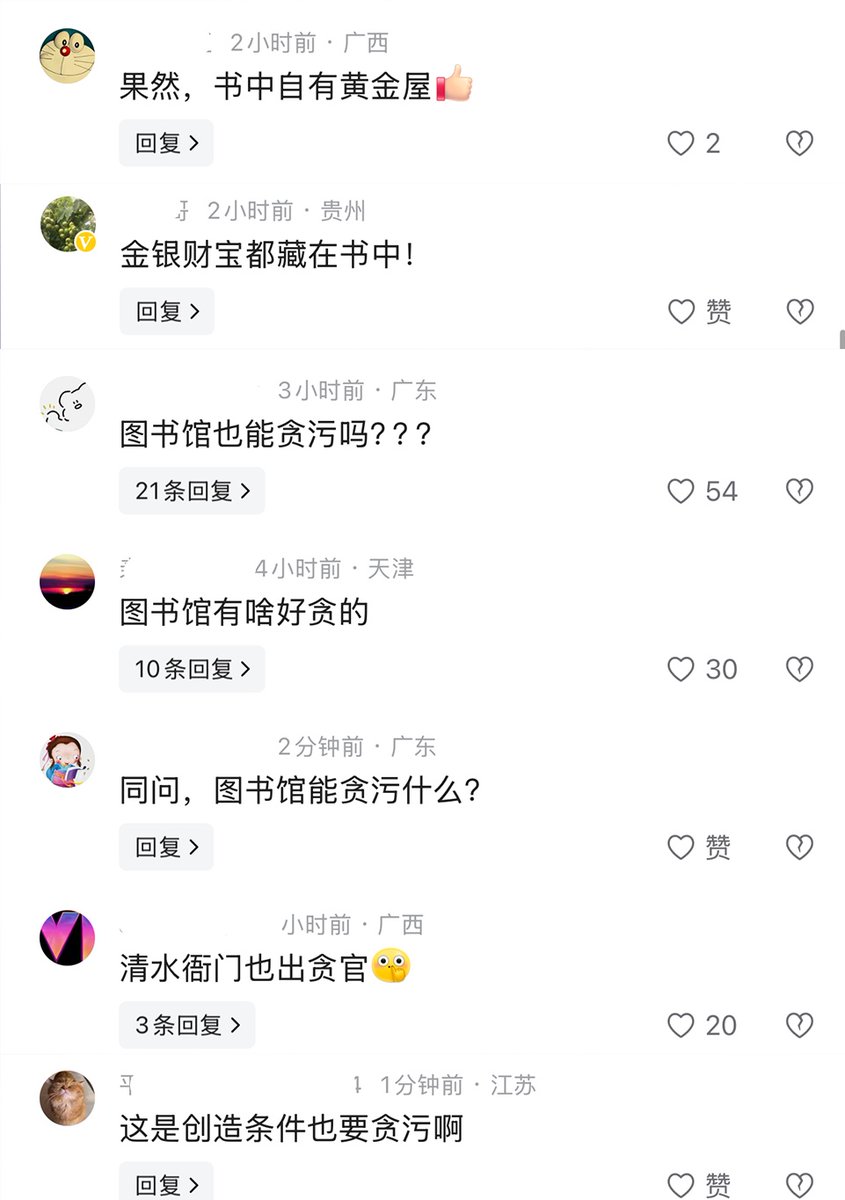 2小时前 · 广西
果然，书中自有黄金屋
回复 >
2
2小时前 · 贵州
金银财宝都藏在书中！
回复 >
赞
3小时前 · 广东
图书馆也能贪污吗？？？
21条回复 >
54
4小时前 · 天津
图书馆有啥好贪的
10条回复 >
30
2分钟前 · 广东
同问，图书馆能贪污什么？
回复 >
赞
小时前 · 广西
清水衙门也出贪官
3条回复 >
20
1分钟前 · 江苏
这是创造条件也要贪污啊
回复 >
赞